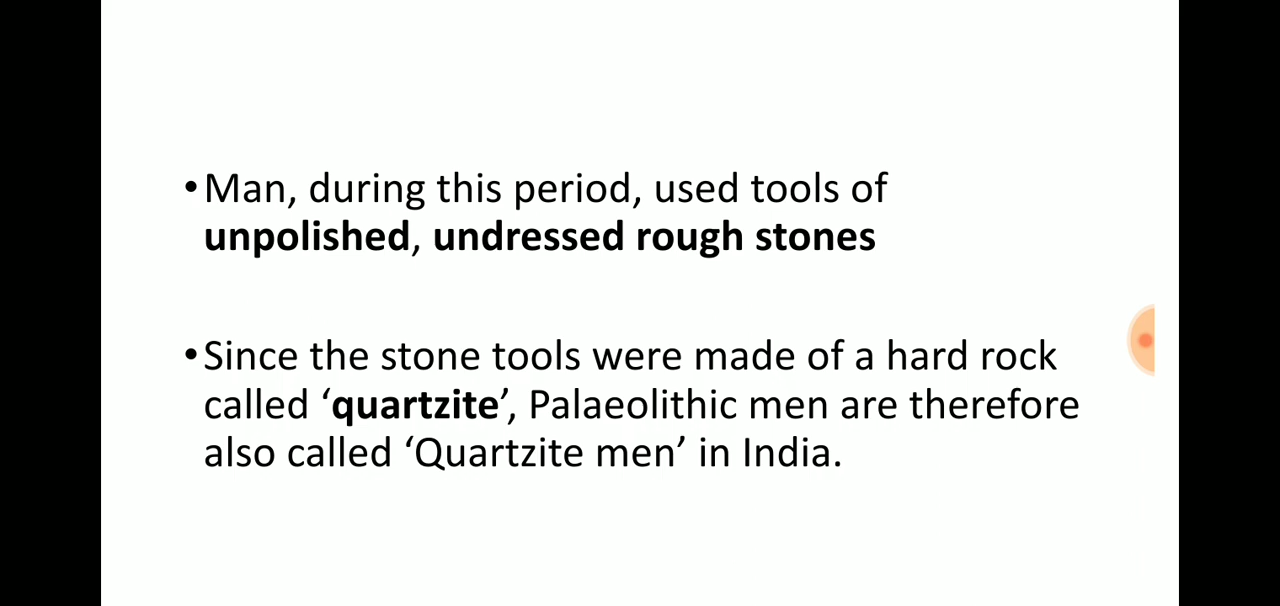 •Man, during this period, used tools of
unpolished, undressed rough stones
•Since the stone tools were made of a hard rock
called ‘quartzite’, Palaeolithic men are therefore
also called ‘Quartzite men’ in India.